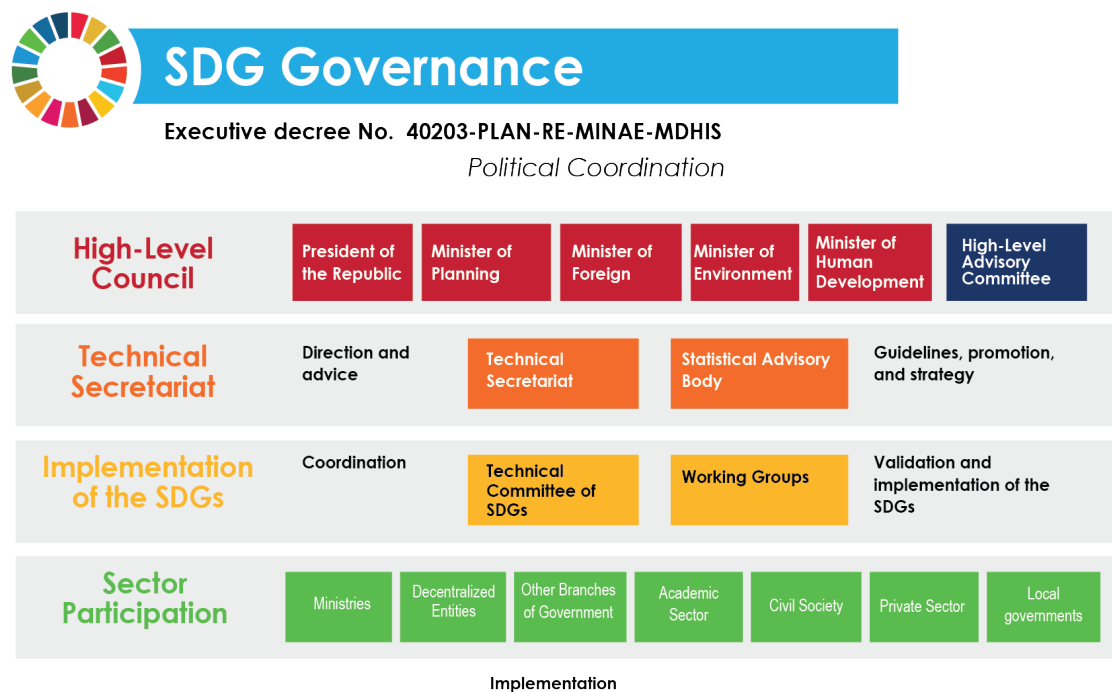 SDG Governance
Executive decree No. 40203-PLAN-RE-MINAE-MDHIS
Political Coordination
High-Level
Council
President of
the Republic
Minister of
Planning
Minister of
Foreign
Minister of
Environment
Minister of
Human
Development
High-Level
Advisory
Committee
Technical
Secretariat
Direction and
advice
Technical
Secretariat
Statistical Advisory
Body
Guidelines, promotion,
and strategy
Implementation
of the SDGs
Coordination
Technical
Committee of
SDGs
Working Groups
Validation and
implementation of the
SDGs
Sector
Participation
Ministries
Decentralized
Entities
Other Branches
of Government
Academic
Sector
Civil Society
Private Sector
Local
governments
Implementation